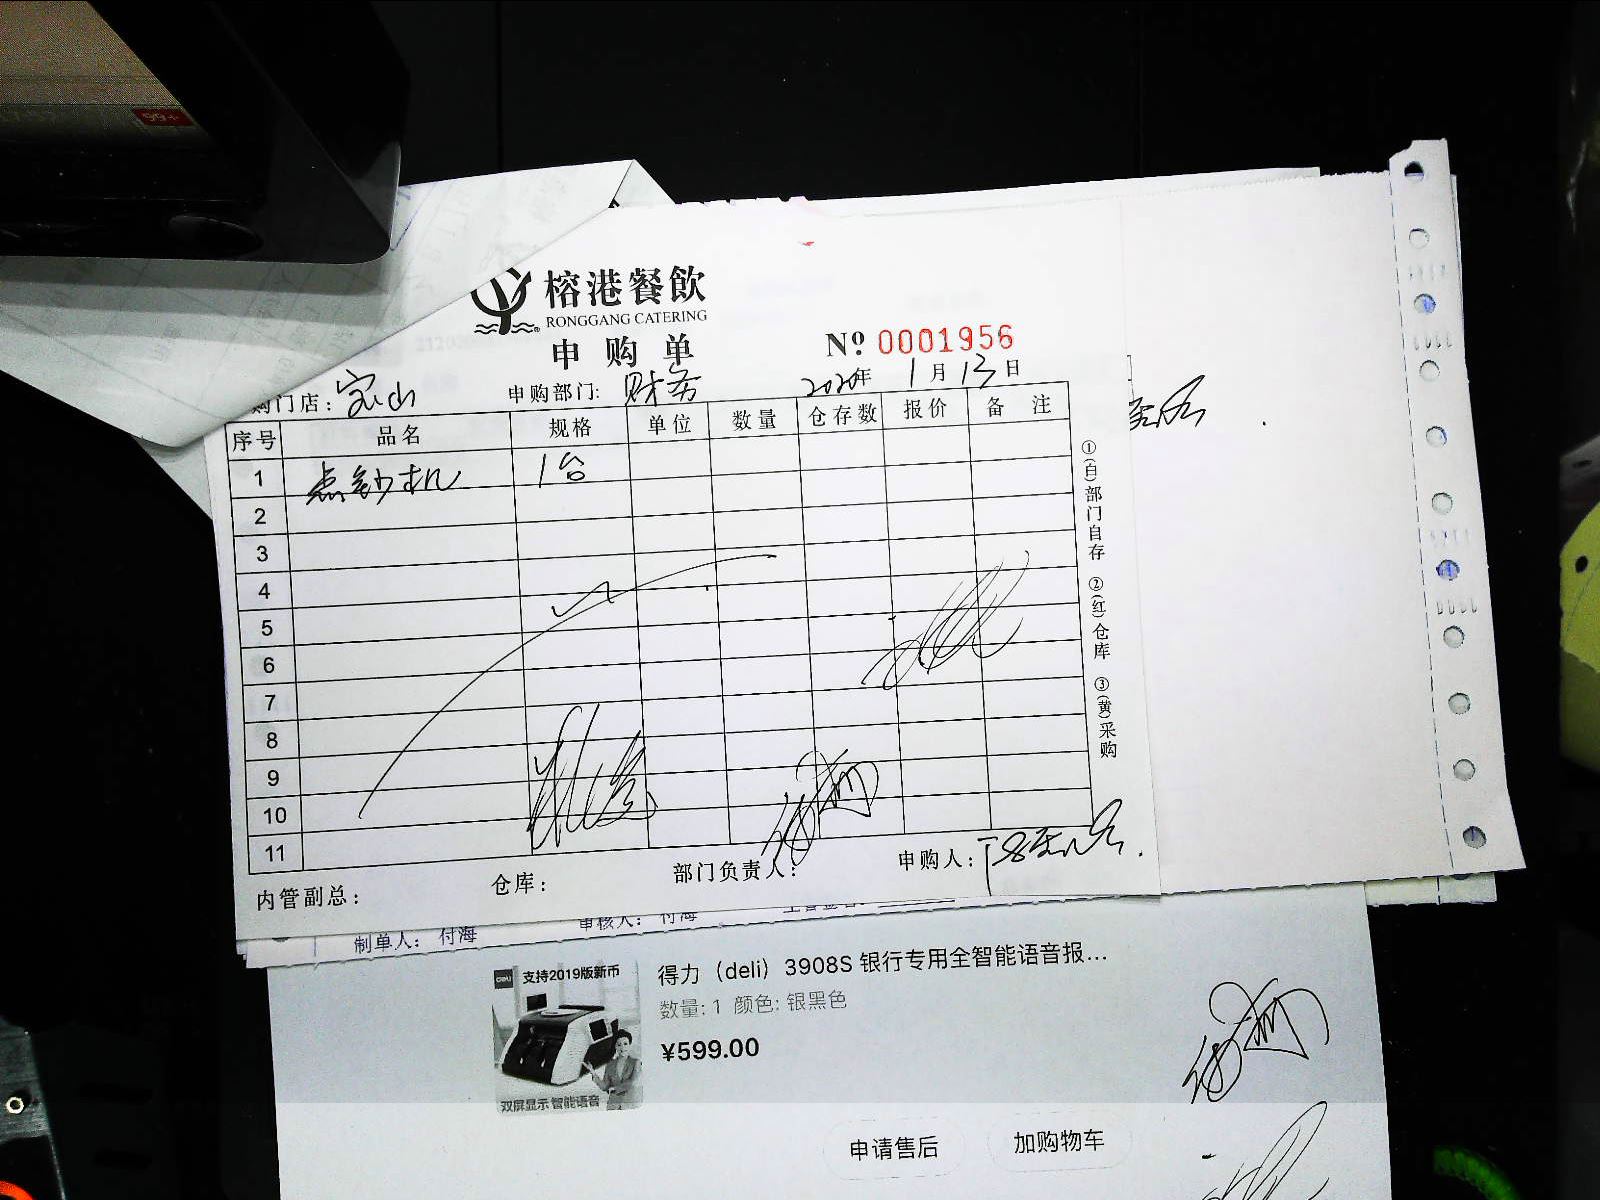 99+
榕港餐飲
RONGGANG CATERING
申购单
Nº 0001956
购门店：宝山 申购部门: 财务 2020年 1月 13日
序号 品名 规格 单位 数量 仓存数 报价 备 注
1 点钞机 1台
2
3
4
5
6
7
8
9
10
11
①(白)部门自存 ②(红)仓库 ③(黄)采购
内管副总： 仓库： 部门负责人： 申购人：
制单人： 付海 审核人： 付海
deli 支持2019版新币
双屏显示 智能语音
得力（deli）3908S 银行专用全智能语音报...
数量: 1 颜色: 银黑色
¥599.00
申请售后 加购物车